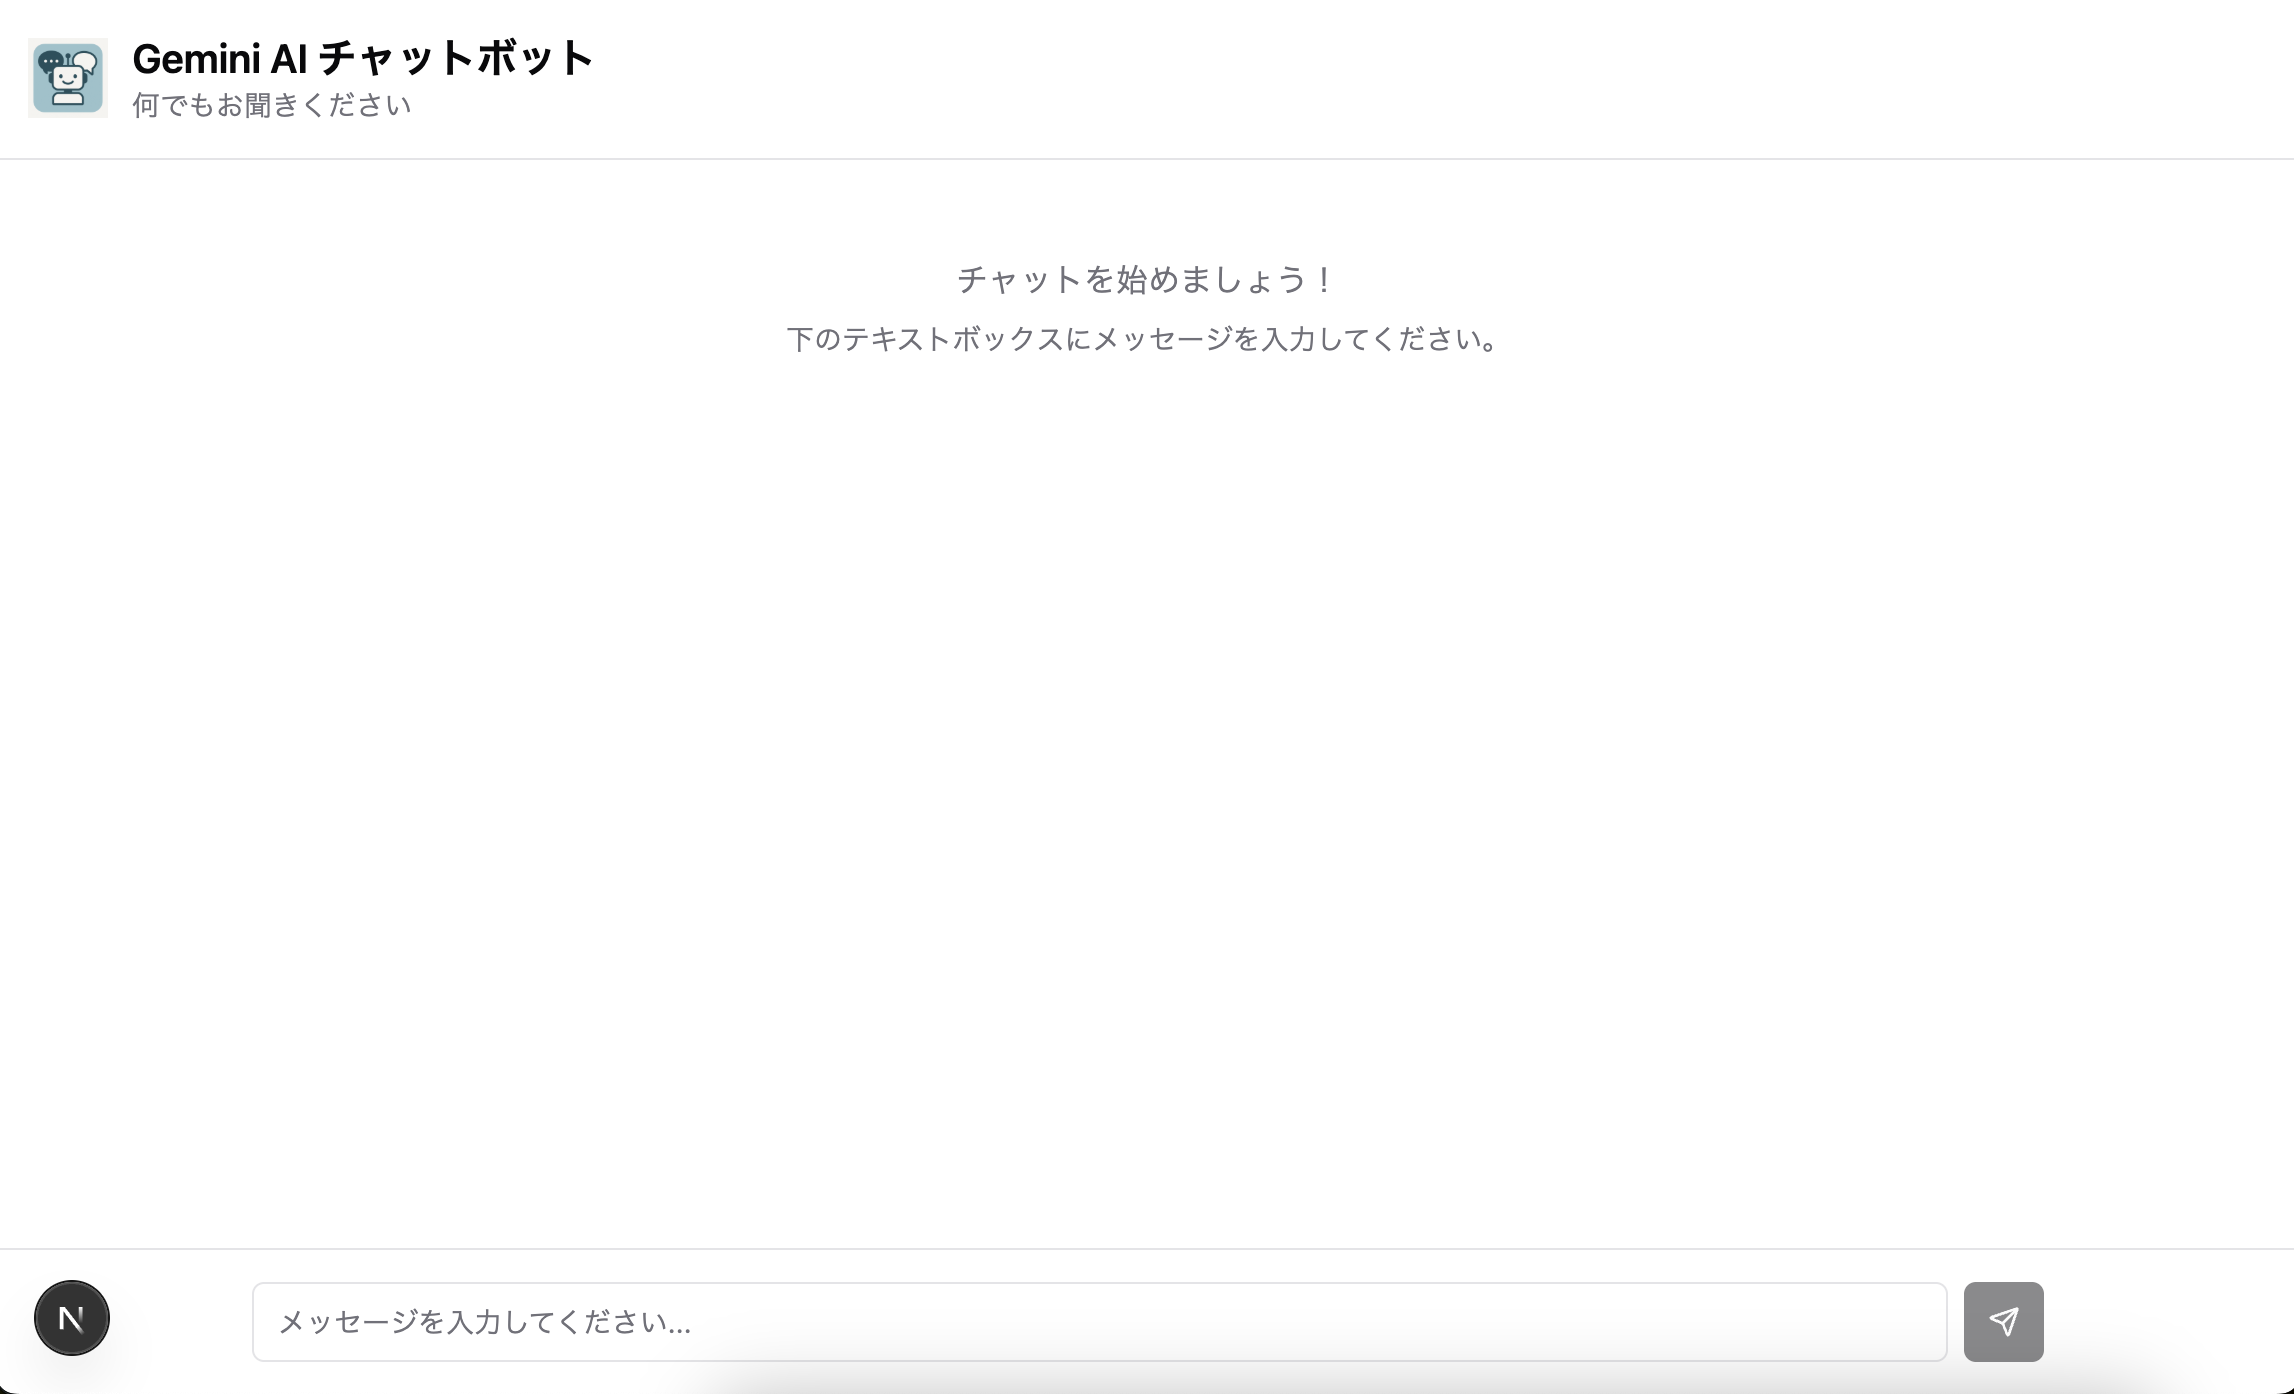 Gemini AI チャットボット
何でもお聞きください
チャットを始めましょう！
下のテキストボックスにメッセージを入力してください。
N
メッセージを入力してください...